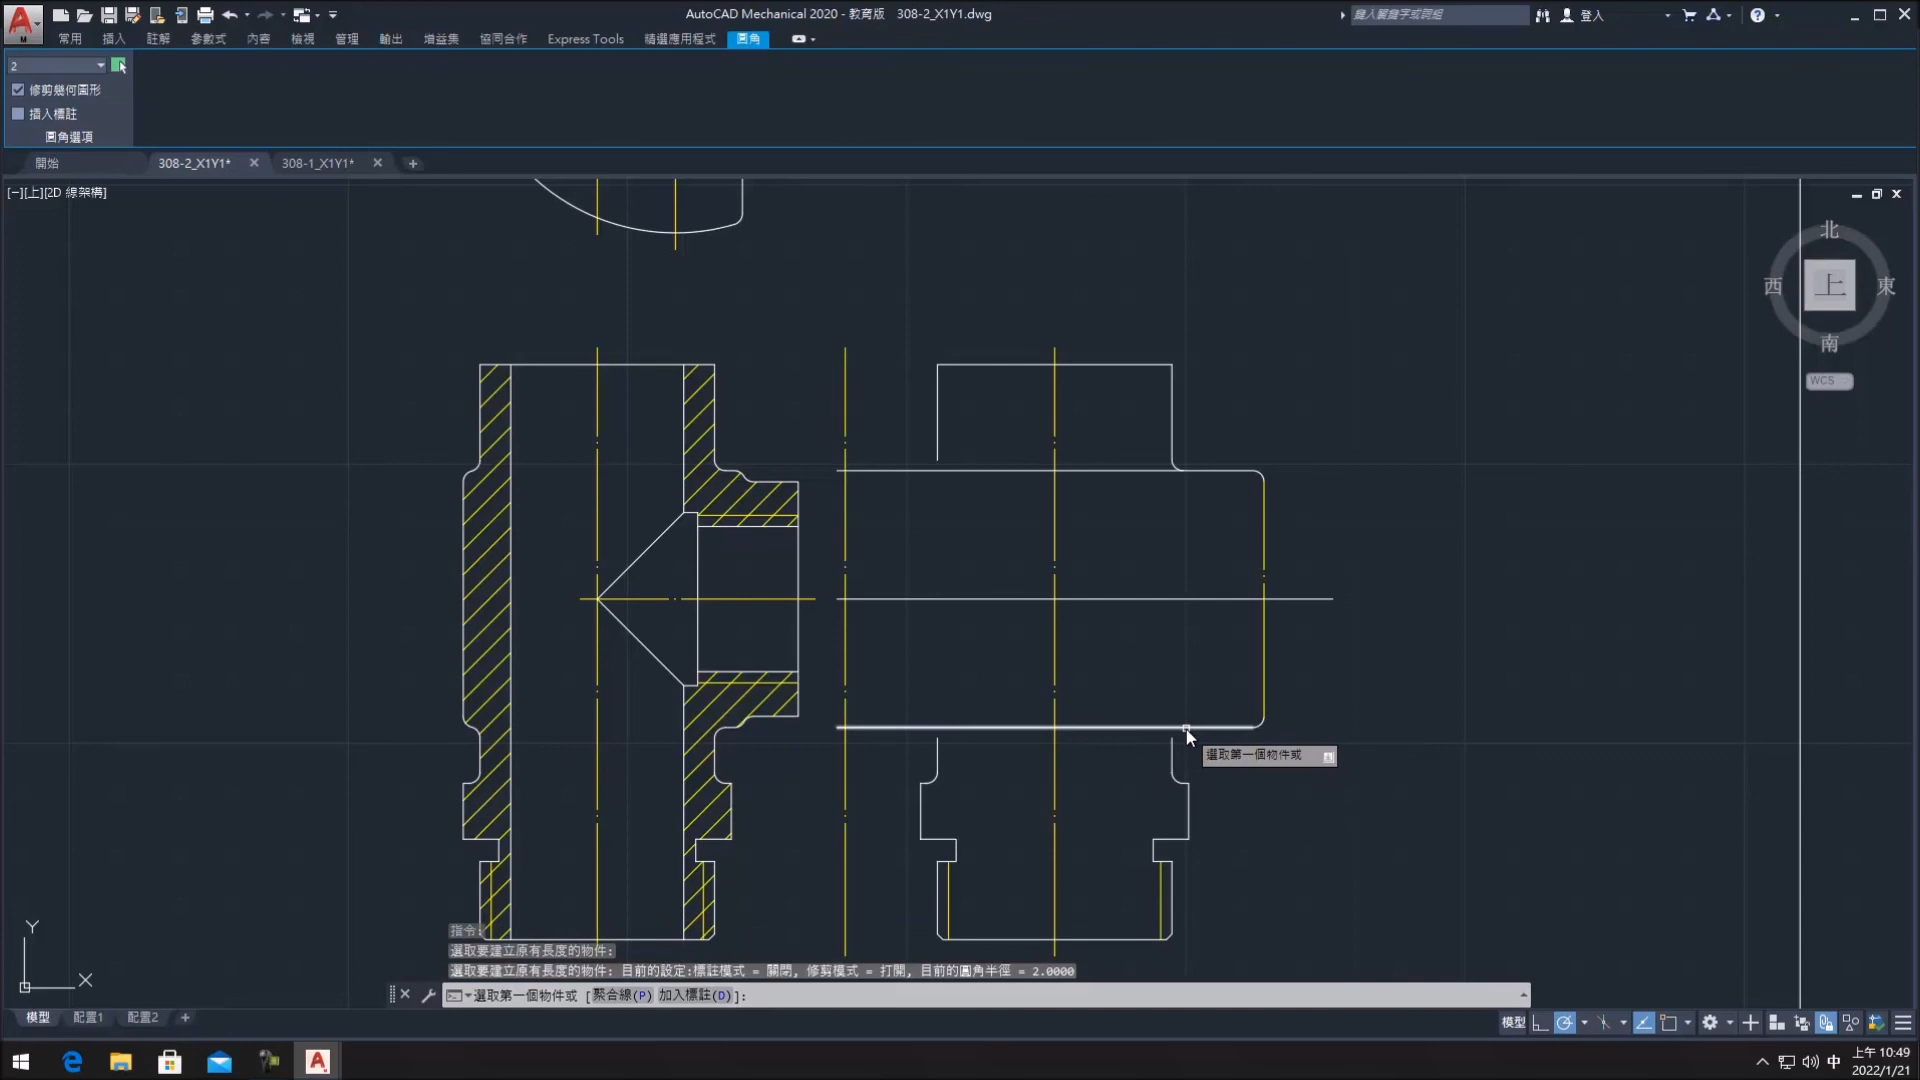 AutoCAD Mechanical 2020 - 教育版 308-2_X1Y1.dwg
鍵入關鍵字或詞組
登入
常用 插入 註解 參數式 內容 檢視 管理 輸出 增益集 協同合作 Express Tools 精選應用程式 圓角
2
修剪幾何圖形
插入標註
圓角選項
開始 308-2_X1Y1* 308-1_X1Y1*
[−][上][2D 線架構]
北
西 上 東
南
WCS
選取第一個物件或
Y
X
指令:
選取要建立原有長度的物件:
選取要建立原有長度的物件: 目前的設定:標註模式 = 關閉, 修剪模式 = 打開, 目前的圓角半徑 = 2.0000
選取第一個物件或 [聚合線(P) 加入標註(D)]:
模型 配置1 配置2 +
模型
中
上午 10:49
2022/1/21